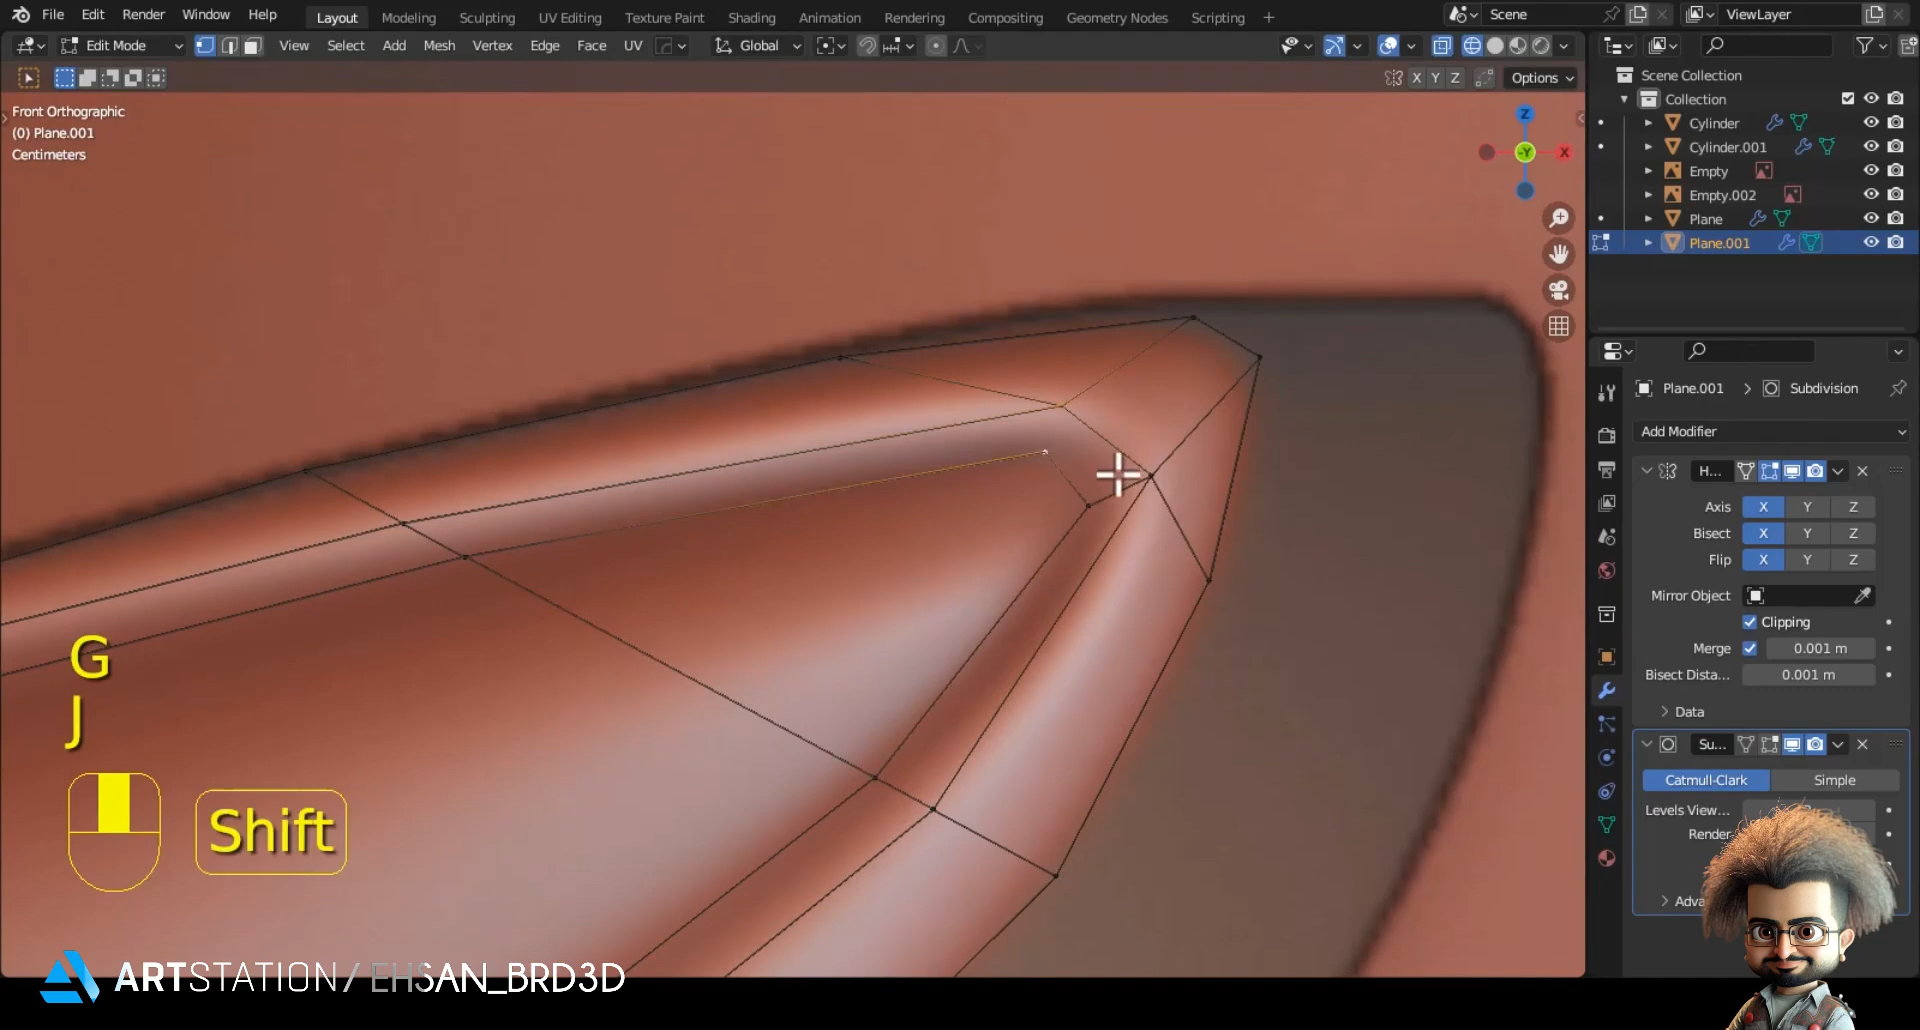 File Edit Render Window Help Layout Modeling Sculpting UV Editing Texture Paint Shading Animation Rendering Compositing Geometry Nodes Scripting + Scene ViewLayer
Edit Mode View Select Add Mesh Vertex Edge Face UV Global
X Y Z Options
Front Orthographic
(0) Plane.001
Centimeters
Z
-Y
X
G
J
Shift
ARTSTATION/ EHSAN_BRD3D
Scene Collection
Collection
Cylinder
Cylinder.001
Empty
Empty.002
Plane
Plane.001
Plane.001 > Subdivision
Add Modifier
H...
Axis X Y Z
Bisect X Y Z
Flip X Y Z
Mirror Object
Clipping
Merge 0.001 m
Bisect Dista... 0.001 m
Data
Su...
Catmull-Clark Simple
Levels View...
Render